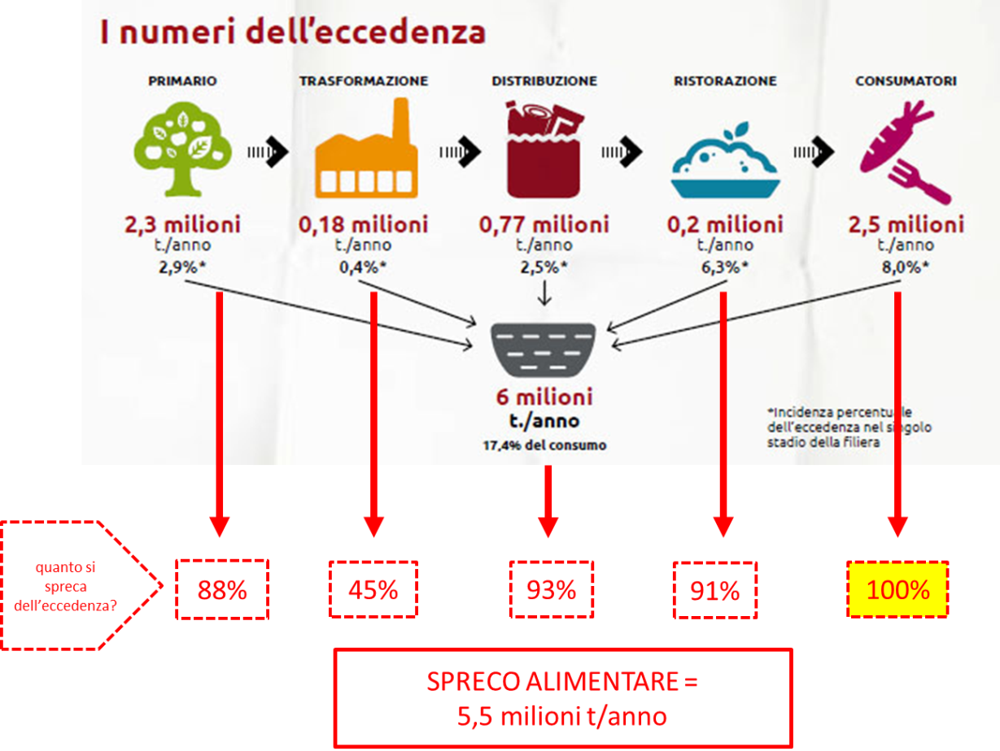 I numeri dell'eccedenza
PRIMARIO
TRASFORMAZIONE
DISTRIBUZIONE
RISTORAZIONE
CONSUMATORI
2,3 milioni
t./anno
2,9%*
0,18 milioni
t./anno
0,4%*
0,77 milioni
t./anno
2,5%*
0,2 milioni
t./anno
6,3%*
2,5 milioni
t./anno
8,0%*
6 milioni
t./anno
17,4% del consumo
*Incidenza percentuale
dell'eccedenza nel singolo
stadio della filiera
quanto si
spreca
dell'eccedenza?
88%
45%
93%
91%
100%
SPRECO ALIMENTARE =
5,5 milioni t/anno